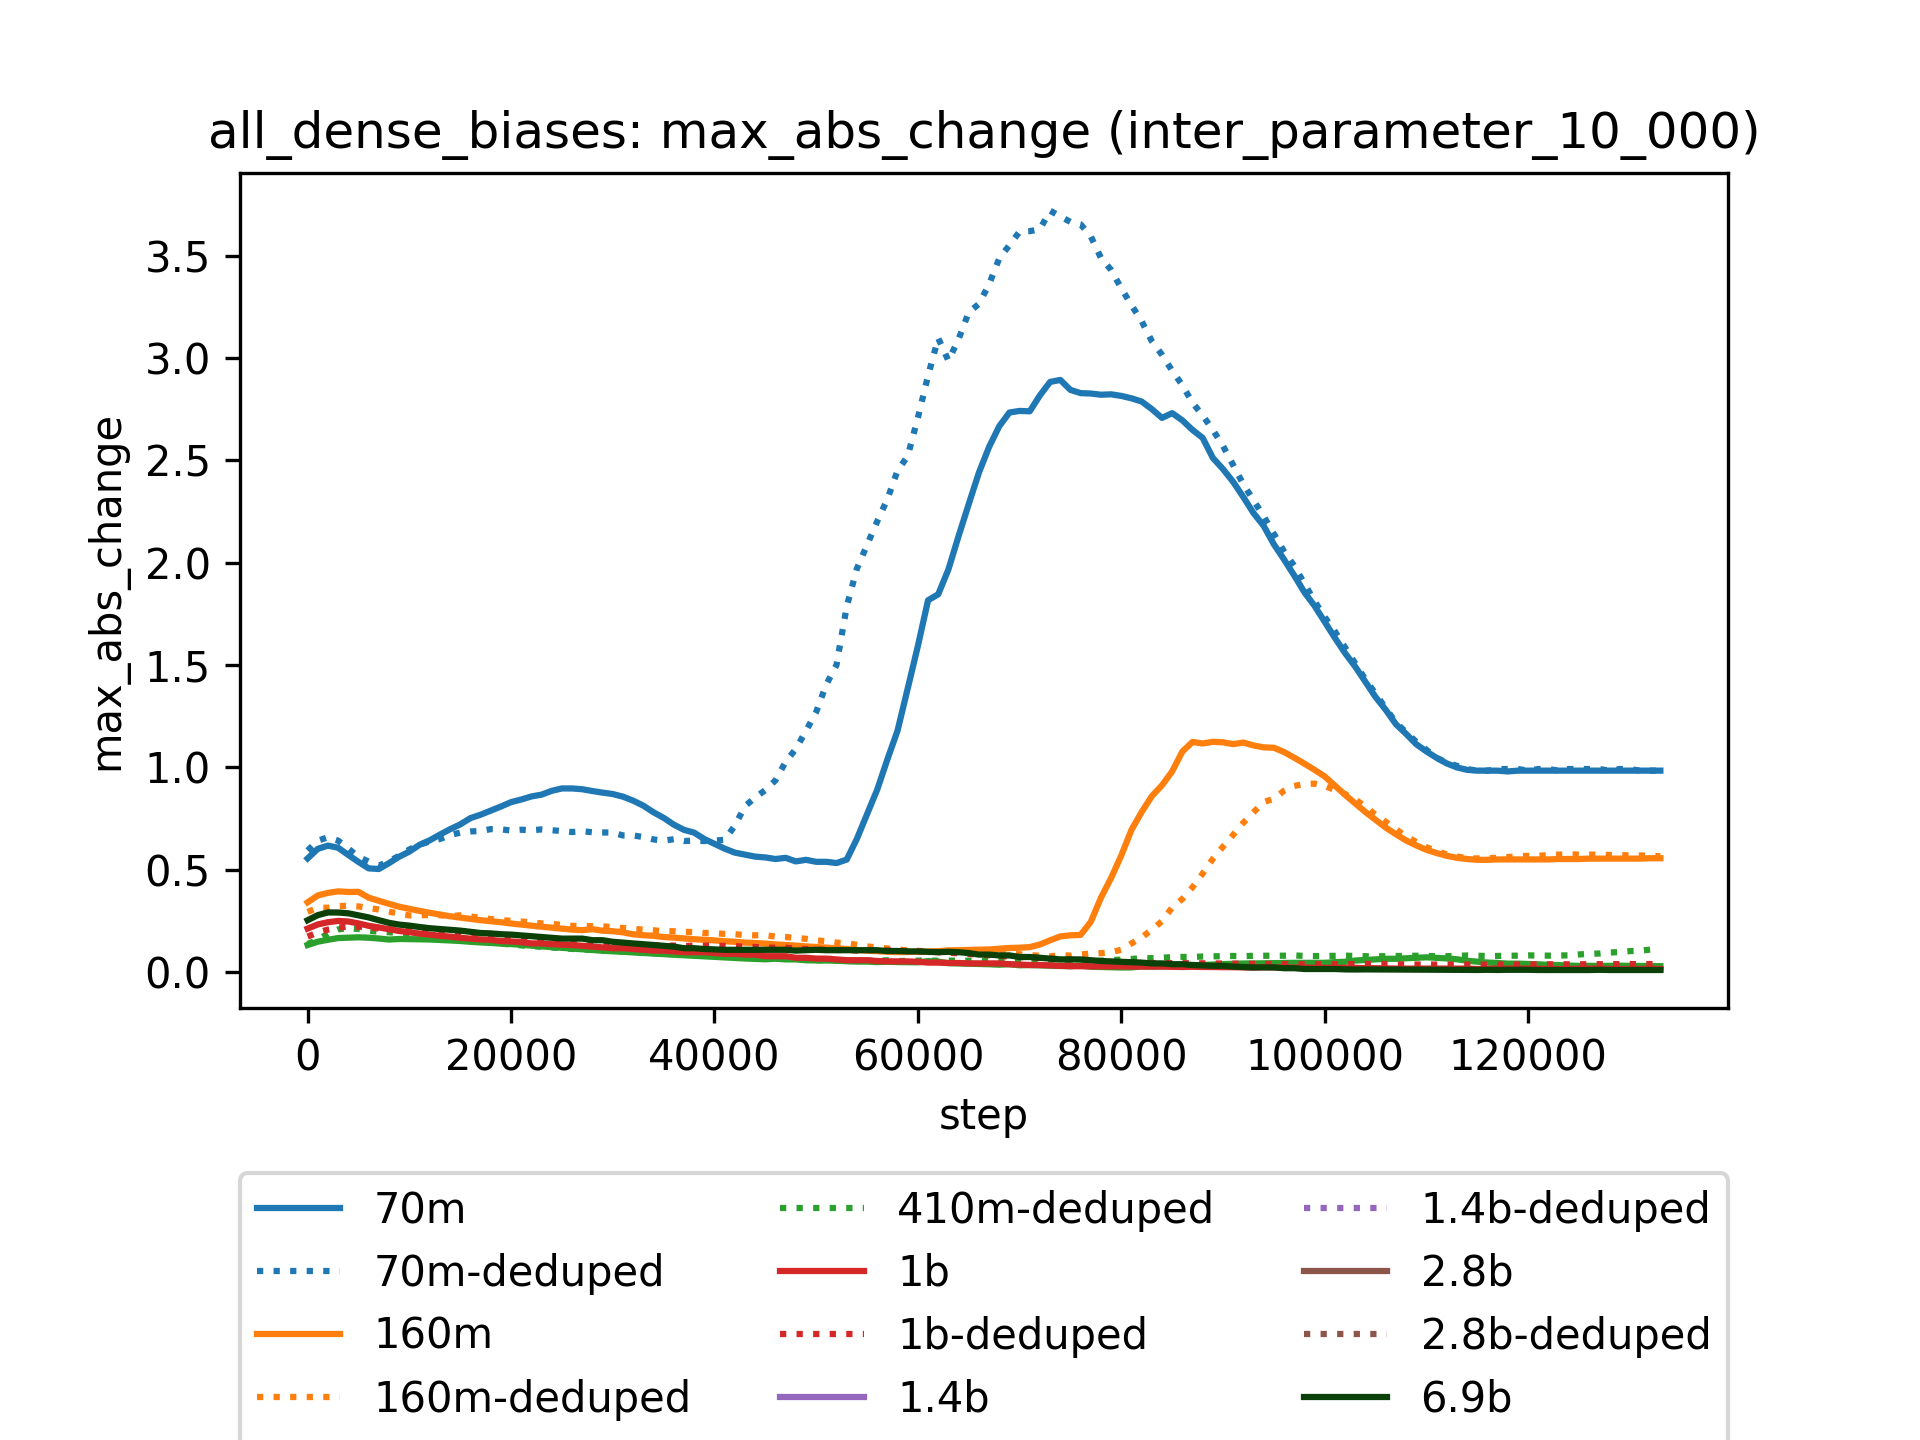 all_dense_biases: max_abs_change (inter_parameter_10_000)
max_abs_change
3.5
3.0
2.5
2.0
1.5
1.0
0.5
0.0
0 20000 40000 60000 80000 100000 120000
step
70m 410m-deduped 1.4b-deduped
70m-deduped 1b 2.8b
160m 1b-deduped 2.8b-deduped
160m-deduped 1.4b 6.9b